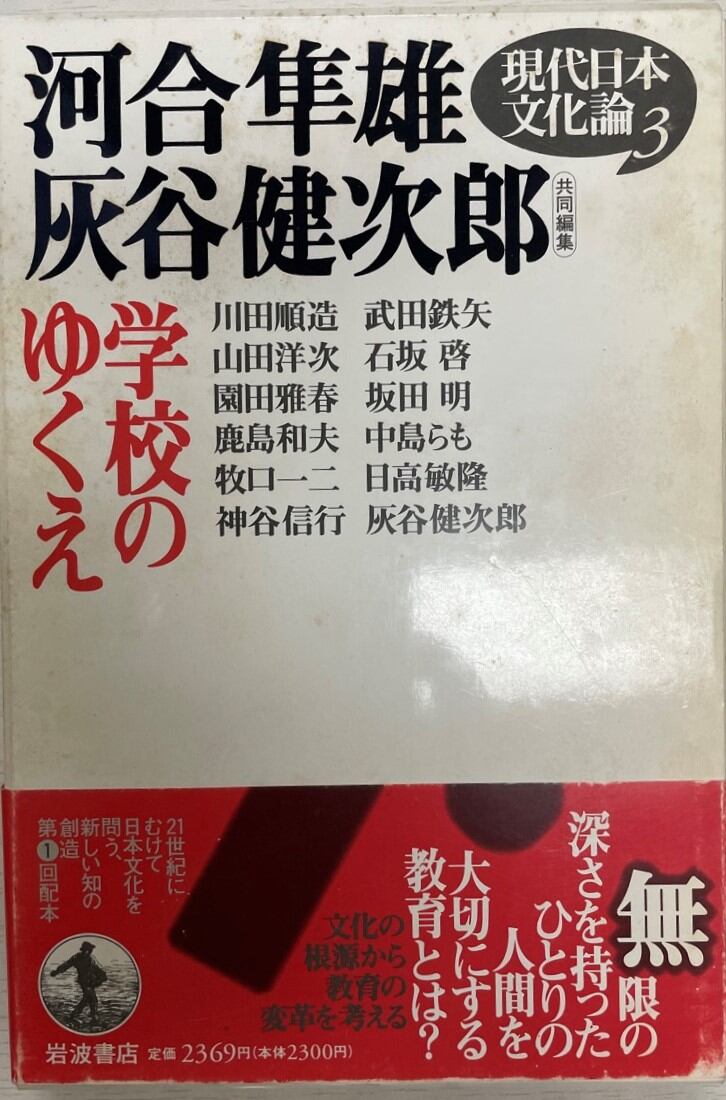 河合隼雄
灰谷健次郎
共同編集
現代日本
文化論
3
学校の
ゆくえ
川田順造 武田鉄矢
山田洋次 石坂 啓
園田雅春 坂田 明
鹿島和夫 中島らも
牧口一二 日高敏隆
神谷信行 灰谷健次郎
無限の
深さを持った
ひとりの
人間を
大切にする
教育とは?
文化の
根源から
教育の
変革を考える
21世紀に
むけて
日本文化を
問う、
新しい知の
創造
第1回配本
岩波書店 定価 2369円(本体2300円)